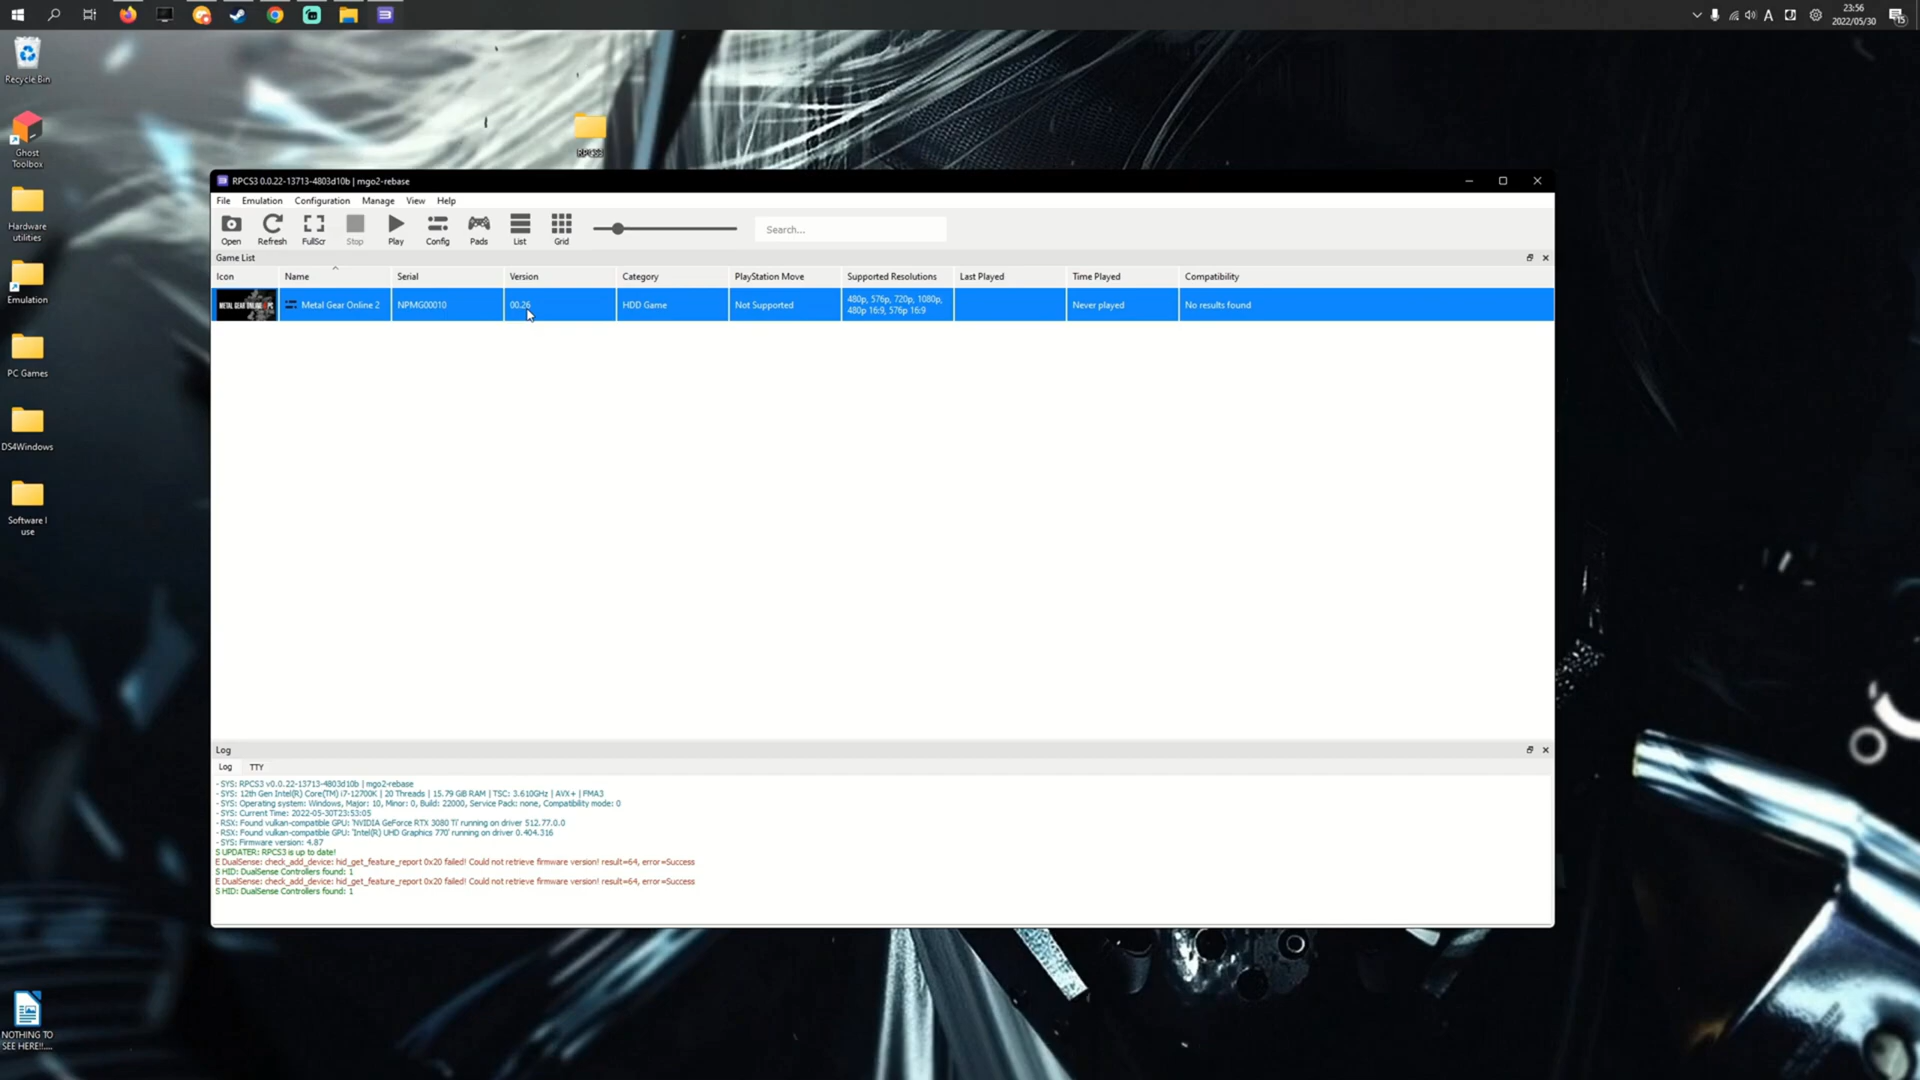 23:56
2022/05/30
15
A
Recycle Bin
Ghost
Toolbox
Hardware
utilities
Emulation
PC Games
DS4Windows
Software I
use
NOTHING TO
SEE HERE!!....
RPCS3
RPCS3 0.0.22-13713-4803d10b | mgo2-rebase
File Emulation Configuration Manage View Help
Open Refresh FullScr Stop Play Config Pads List Grid Search...
Game List
Icon Name Serial Version Category PlayStation Move Supported Resolutions Last Played Time Played Compatibility
METAL GEAR ONLINE PC Metal Gear Online 2 NPMG00010 00.26 HDD Game Not Supported 480p, 576p, 720p, 1080p, Never played No results found
480p 16:9, 576p 16:9
Log
Log TTY
- SYS: RPCS3 v0.0.22-13713-4803d10b | mgo2-rebase
- SYS: 12th Gen Intel(R) Core(TM) i7-12700K | 20 Threads | 15.79 GB RAM | TSC: 3.610GHz | AVX+ | FMA3
- SYS: Operating system: Windows, Major: 10, Minor: 0, Build: 22000, Service Pack: none, Compatibility mode: 0
- SYS: Current Time: 2022-05-30T23:53:05
- RSX: Found vulkan-compatible GPU: 'NVIDIA GeForce RTX 3080 Ti' running on driver 512.77.0.0
- RSX: Found vulkan-compatible GPU: 'Intel(R) UHD Graphics 770' running on driver 0.404.316
- SYS: Firmware version: 4.87
S UPDATER: RPCS3 is up to date!
E DualSense: check_add_device: hid_get_feature_report 0x20 failed! Could not retrieve firmware version! result=64, error=Success
S HID: DualSense Controllers found: 1
E DualSense: check_add_device: hid_get_feature_report 0x20 failed! Could not retrieve firmware version! result=64, error=Success
S HID: DualSense Controllers found: 1